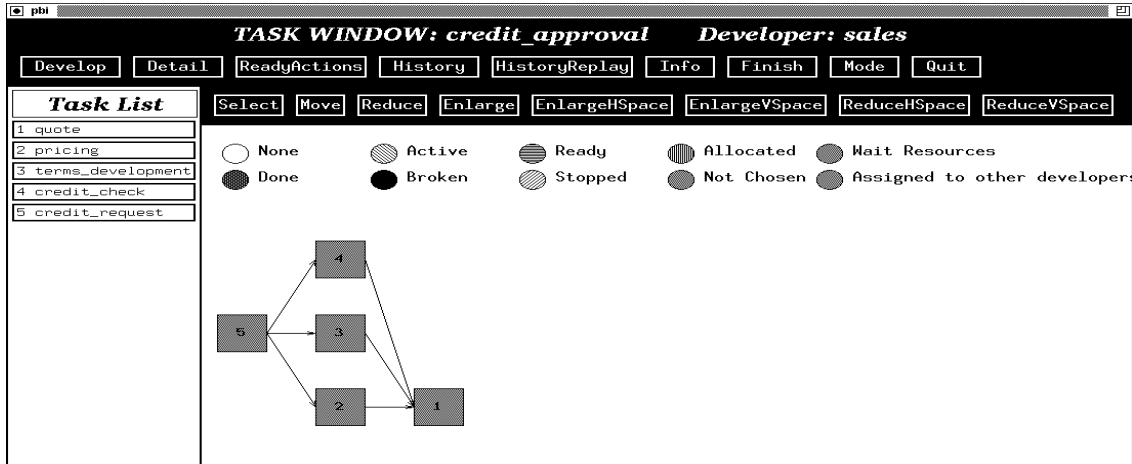 pbi
TASK WINDOW: credit_approval Developer: sales
Develop Detail ReadyActions History HistoryReplay Info Finish Mode Quit
Task List
Select Move Reduce Enlarge EnlargeHSpace EnlargeVSpace ReduceHSpace ReduceVSpace
1 quote
2 pricing
3 terms_development
4 credit_check
5 credit_request
None Active Ready Allocated Wait Resources
Done Broken Stopped Not Chosen Assigned to other developers
4
5 3
2 1